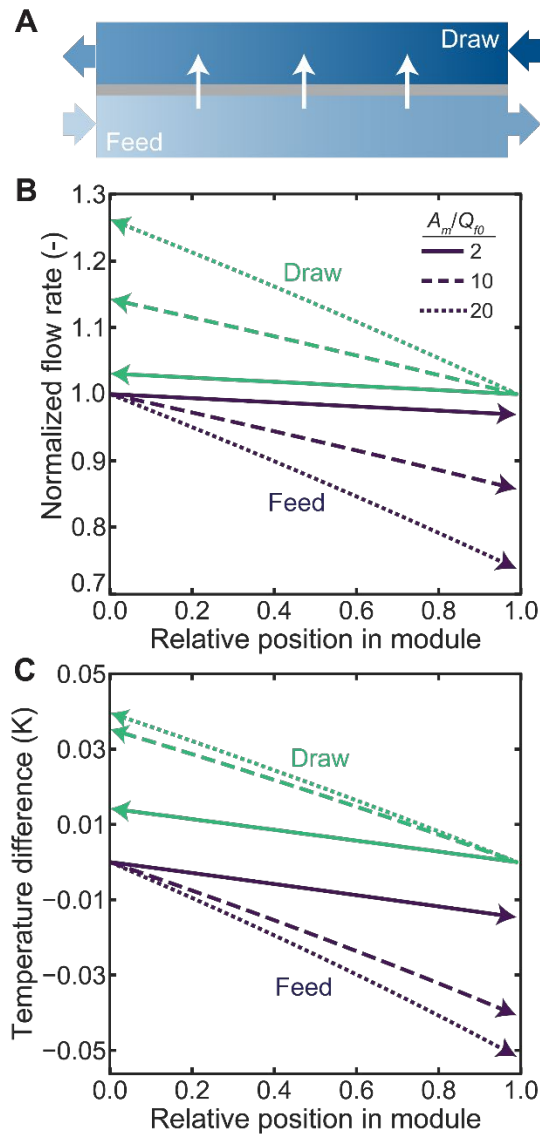 A
Draw
Feed
B
Normalized flow rate (-)
1.3
1.2
1.1
1.0
0.9
0.8
0.7
Draw
Feed
A_m/Q_f0
2
10
20
0.0 0.2 0.4 0.6 0.8 1.0
Relative position in module
C
Temperature difference (K)
0.05
0.03
0.01
−0.01
−0.03
−0.05
Draw
Feed
0.0 0.2 0.4 0.6 0.8 1.0
Relative position in module